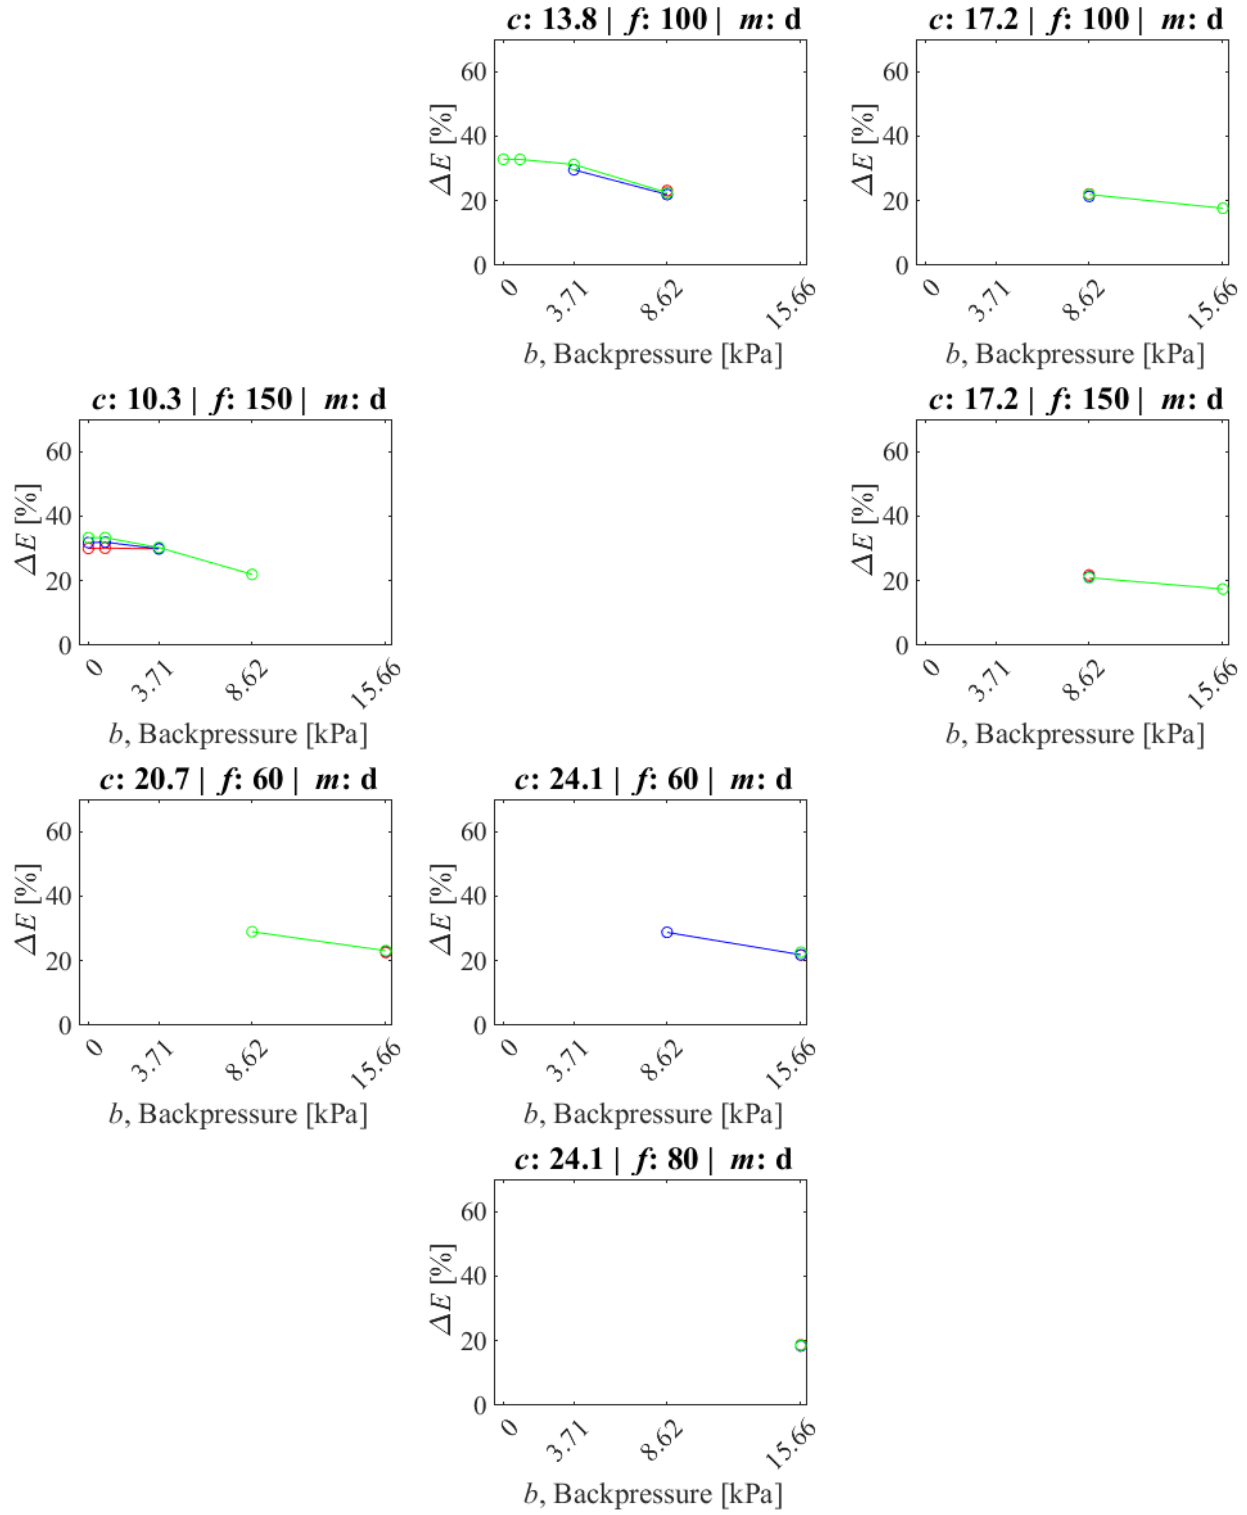 c: 13.8 | f: 100 | m: d
60
40
20
0
ΔE [%]
0
3.71
8.62
15.66
b, Backpressure [kPa]
c: 17.2 | f: 100 | m: d
60
40
20
0
ΔE [%]
0
3.71
8.62
15.66
b, Backpressure [kPa]
c: 10.3 | f: 150 | m: d
60
40
20
0
ΔE [%]
0
3.71
8.62
15.66
b, Backpressure [kPa]
c: 17.2 | f: 150 | m: d
60
40
20
0
ΔE [%]
0
3.71
8.62
15.66
b, Backpressure [kPa]
c: 20.7 | f: 60 | m: d
60
40
20
0
ΔE [%]
0
3.71
8.62
15.66
b, Backpressure [kPa]
c: 24.1 | f: 60 | m: d
60
40
20
0
ΔE [%]
0
3.71
8.62
15.66
b, Backpressure [kPa]
c: 24.1 | f: 80 | m: d
60
40
20
0
ΔE [%]
0
3.71
8.62
15.66
b, Backpressure [kPa]